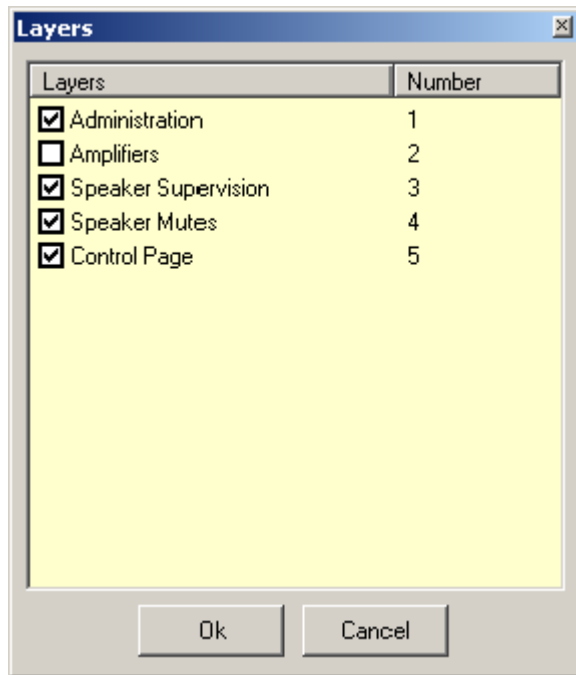 Layers
Layers Number
Administration 1
Amplifiers 2
Speaker Supervision 3
Speaker Mutes 4
Control Page 5
Ok Cancel